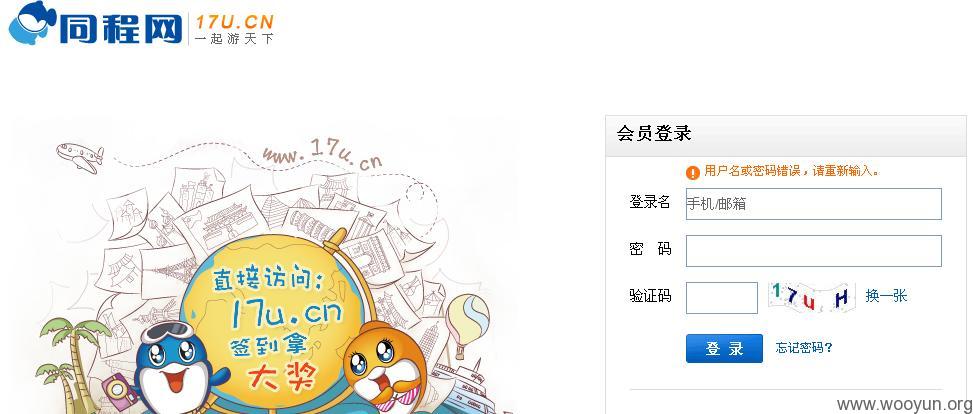 同程网
17U.CN
一起游天下
www.17u.cn
直接访问:
17u.cn
签到拿
大奖
会员登录
用户名或密码错误，请重新输入。
登录名 手机/邮箱
密 码
验证码 17uH 换一张
登 录 忘记密码?
www.wooyun.org